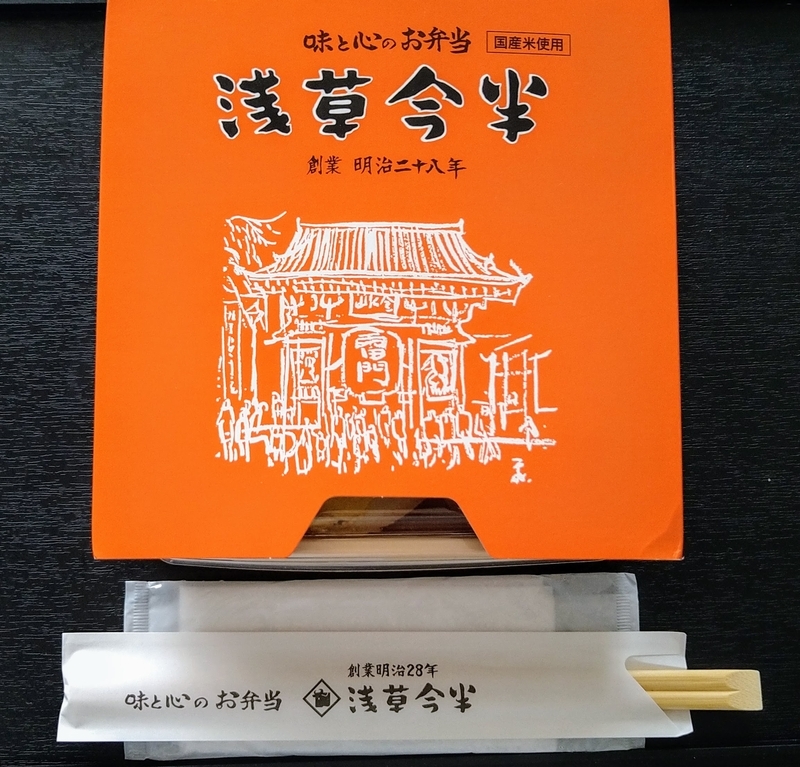 味と心のお弁当 国産米使用
浅草今半
創業 明治二十八年
雷門
創業明治28年
味と心のお弁当 浅草今半